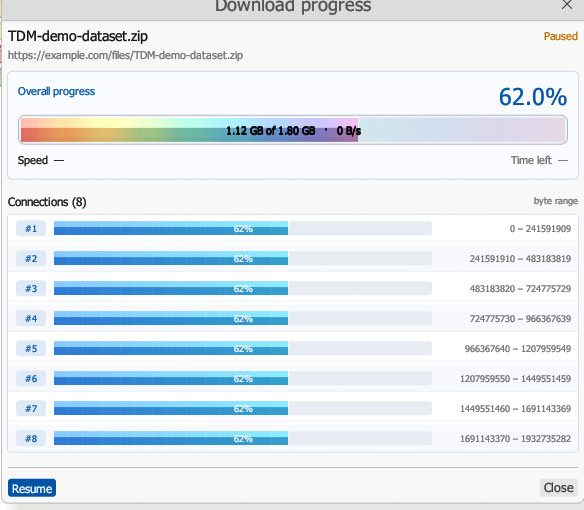 Download progress
TDM-demo-dataset.zip
Paused
https://example.com/files/TDM-demo-dataset.zip
Overall progress
62.0%
1.12 GB of 1.80 GB · 0 B/s
Speed —
Time left —
Connections (8)
byte range
#1 62% 0 – 241591909
#2 62% 241591910 – 483183819
#3 62% 483183820 – 724775729
#4 62% 724775730 – 966367639
#5 62% 966367640 – 1207959549
#6 62% 1207959550 – 1449551459
#7 62% 1449551460 – 1691143369
#8 62% 1691143370 – 1932735282
Resume
Close